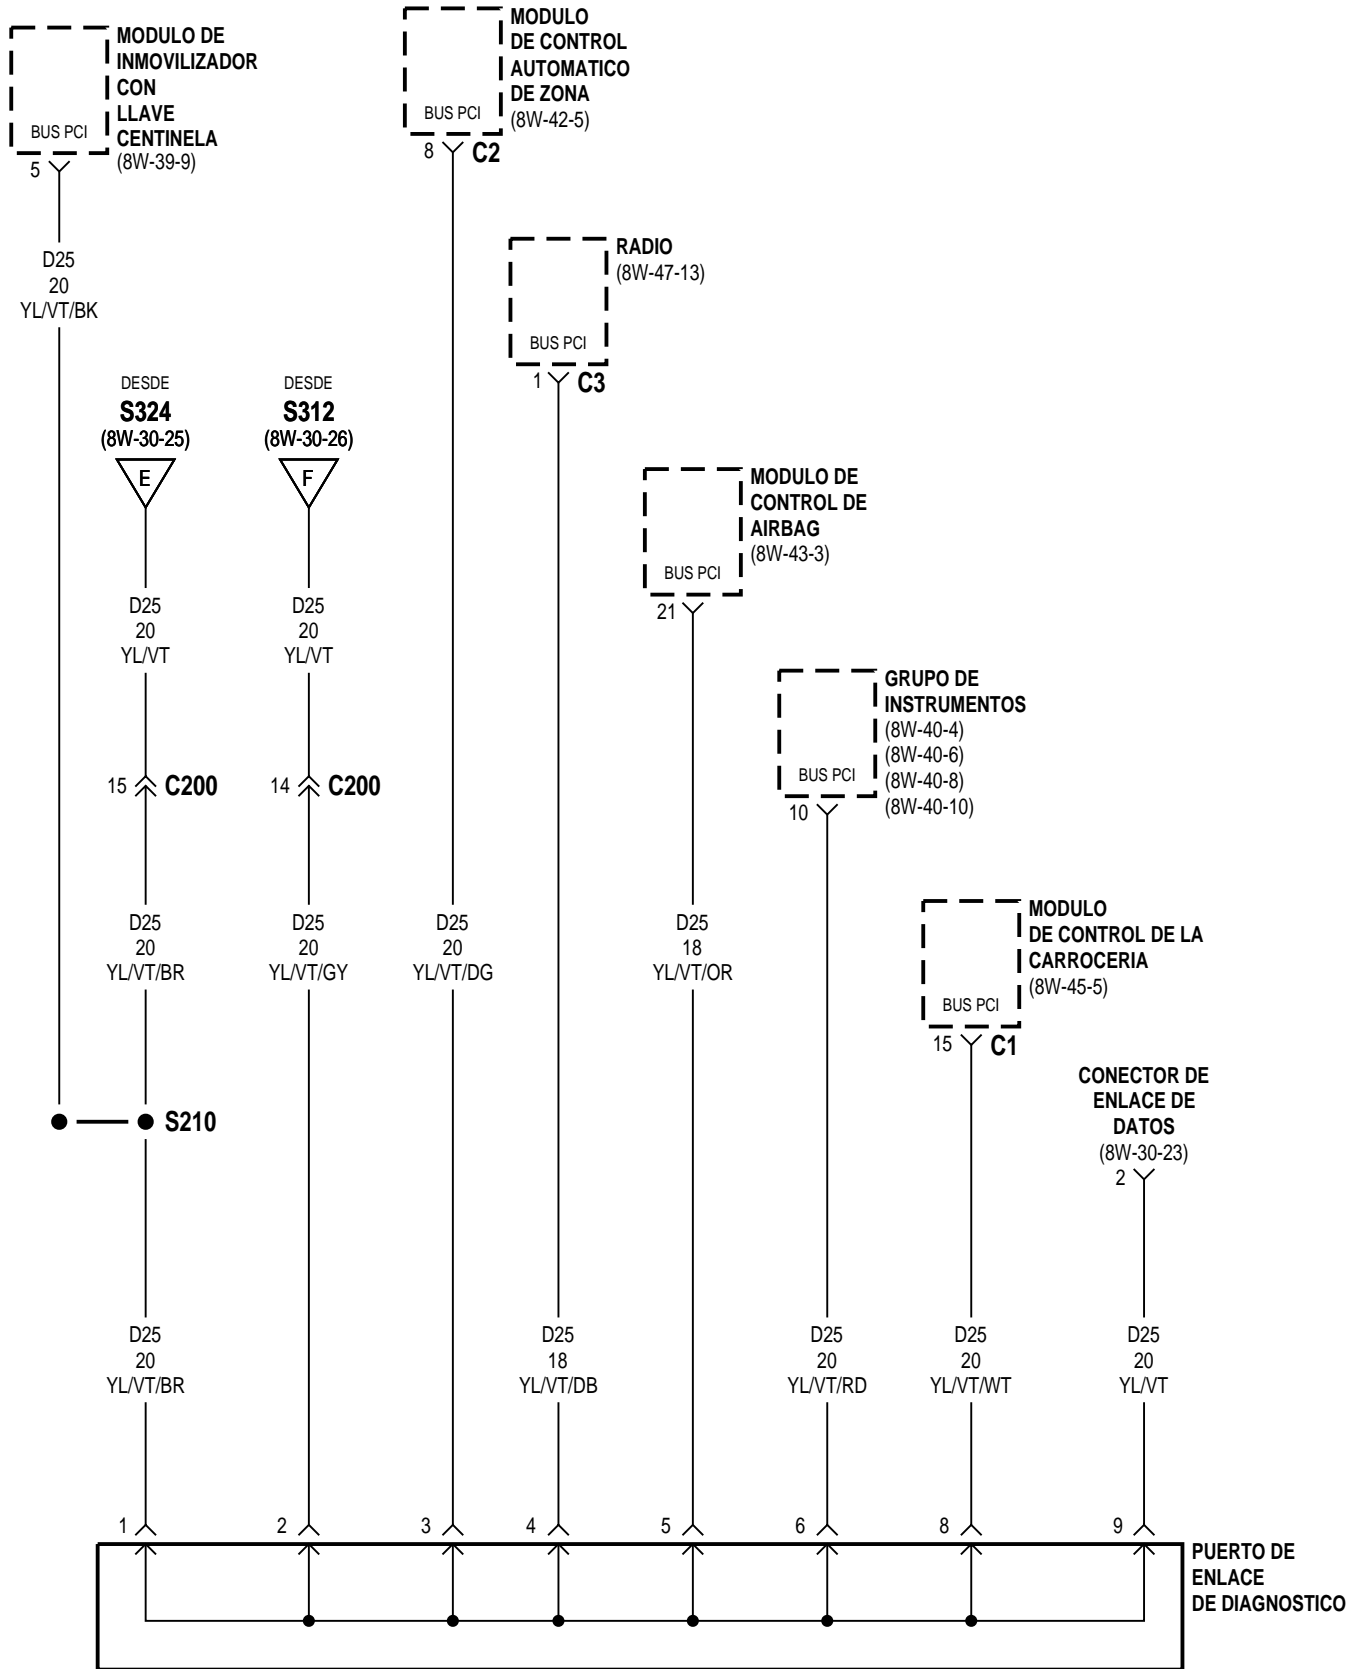 MODULO DE
INMOVILIZADOR
CON
LLAVE
CENTINELA
(8W-39-9)
BUS PCI
5
MODULO
DE CONTROL
AUTOMATICO
DE ZONA
(8W-42-5)
BUS PCI
8
C2
D25
20
YL/VT/BK
RADIO
(8W-47-13)
BUS PCI
1
C3
DESDE
S324
(8W-30-25)
E
DESDE
S312
(8W-30-26)
F
MODULO DE
CONTROL DE
AIRBAG
(8W-43-3)
BUS PCI
21
D25
20
YL/VT
D25
20
YL/VT
GRUPO DE
INSTRUMENTOS
(8W-40-4)
(8W-40-6)
(8W-40-8)
(8W-40-10)
BUS PCI
10
15
C200
14
C200
D25
20
YL/VT/BR
D25
20
YL/VT/GY
D25
20
YL/VT/DG
D25
18
YL/VT/OR
MODULO
DE CONTROL DE LA
CARROCERIA
(8W-45-5)
BUS PCI
15
C1
CONECTOR DE
ENLACE DE
DATOS
(8W-30-23)
2
S210
D25
20
YL/VT/BR
D25
18
YL/VT/DB
D25
20
YL/VT/RD
D25
20
YL/VT/WT
D25
20
YL/VT
1
2
3
4
5
6
8
9
PUERTO DE
ENLACE
DE DIAGNOSTICO